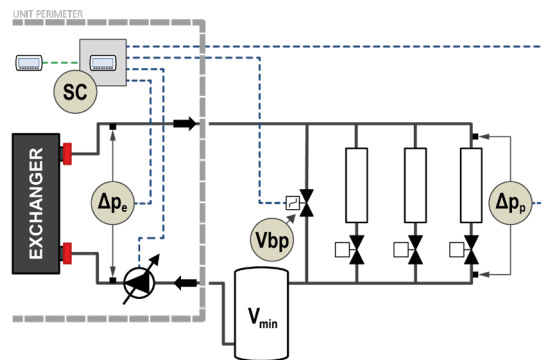 UNIT PERIMETER
SC
EXCHANGER
Δpe
Vbp
Δpp
Vmin